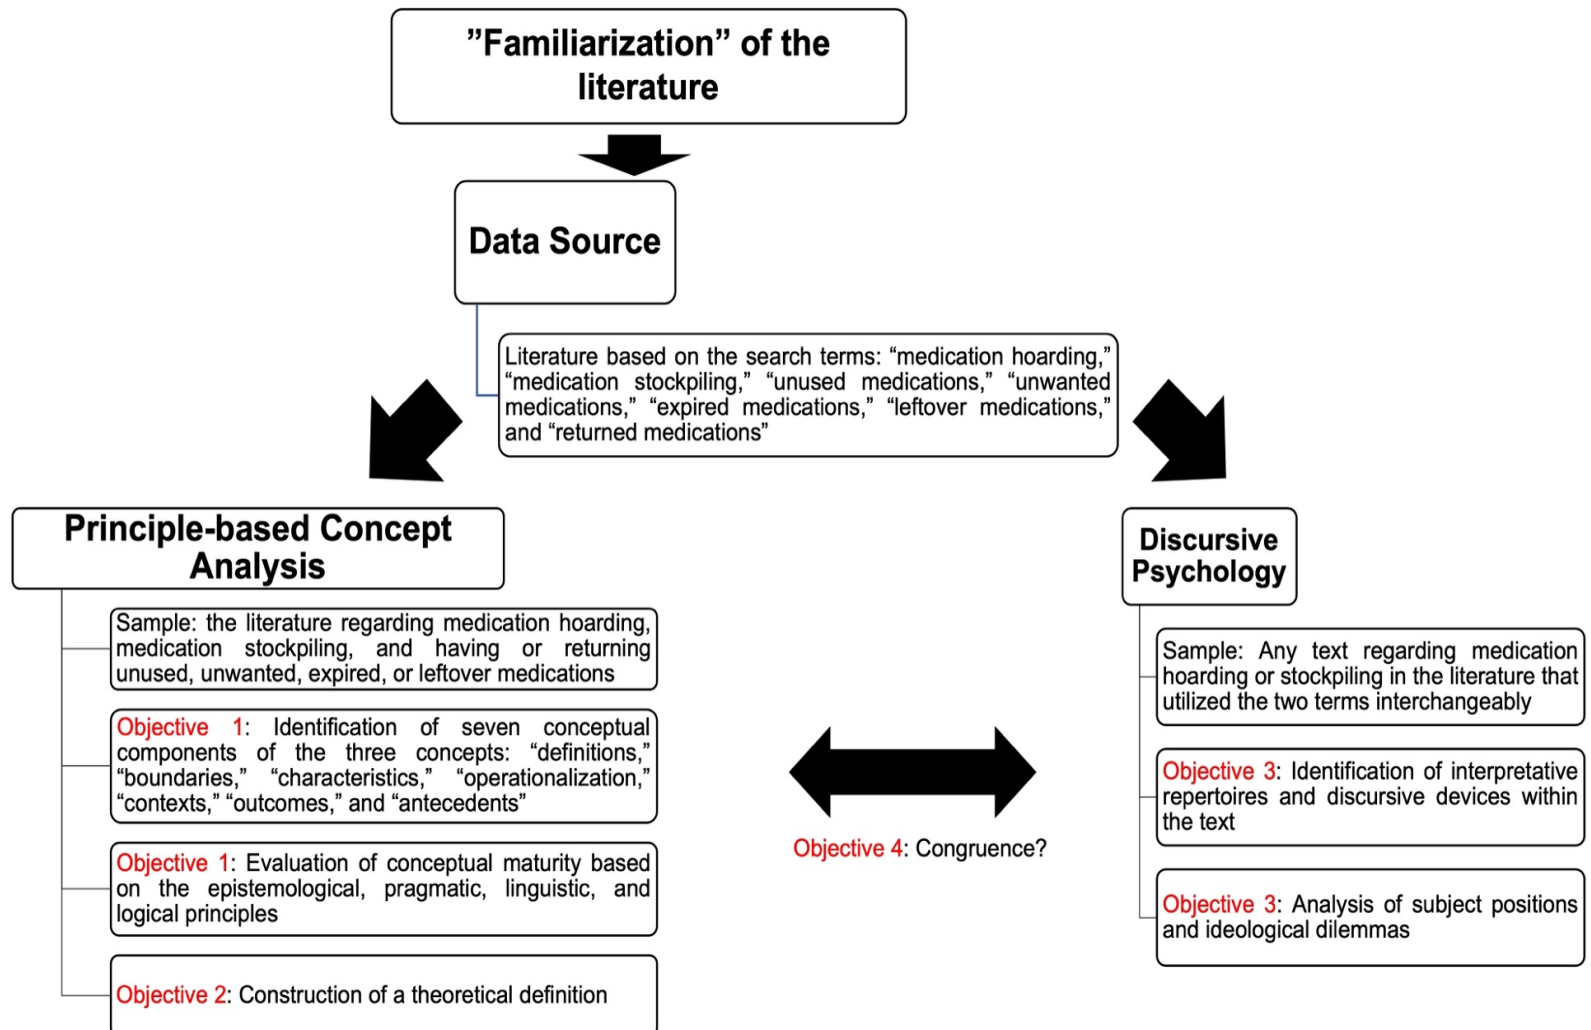 ”Familiarization” of the
literature
Data Source
Literature based on the search terms: “medication hoarding,”
“medication stockpiling,” “unused medications,” “unwanted
medications,” “expired medications,” “leftover medications,”
and “returned medications”
Principle-based Concept
Analysis
Sample: the literature regarding medication hoarding,
medication stockpiling, and having or returning
unused, unwanted, expired, or leftover medications
Objective 1: Identification of seven conceptual
components of the three concepts: “definitions,”
“boundaries,” “characteristics,” “operationalization,”
“contexts,” “outcomes,” and “antecedents”
Objective 1: Evaluation of conceptual maturity based
on the epistemological, pragmatic, linguistic, and
logical principles
Objective 2: Construction of a theoretical definition
Objective 4: Congruence?
Discursive
Psychology
Sample: Any text regarding medication
hoarding or stockpiling in the literature that
utilized the two terms interchangeably
Objective 3: Identification of interpretative
repertoires and discursive devices within
the text
Objective 3: Analysis of subject positions
and ideological dilemmas